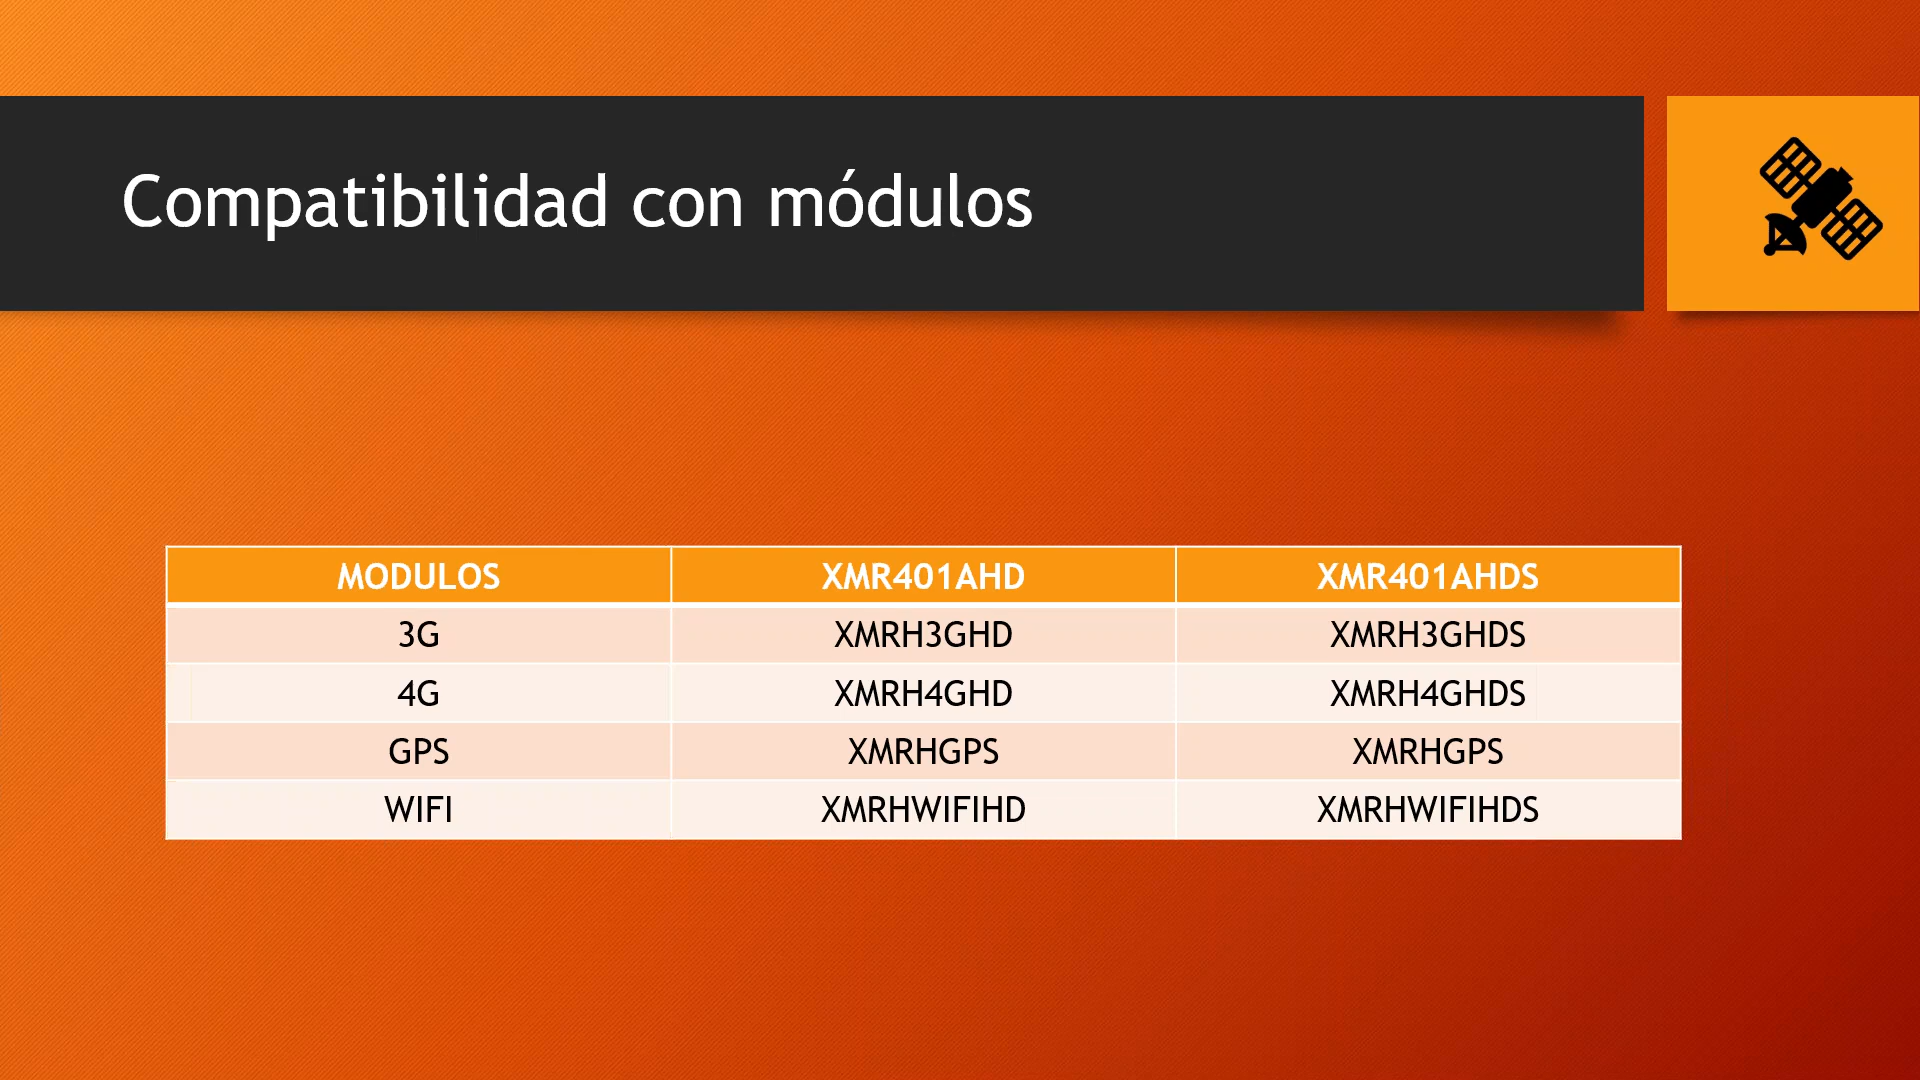 Compatibilidad con módulos
MODULOS XMR401AHD XMR401AHDS
3G XMRH3GHD XMRH3GHDS
4G XMRH4GHD XMRH4GHDS
GPS XMRHGPS XMRHGPS
WIFI XMRHWIFIHD XMRHWIFIHDS